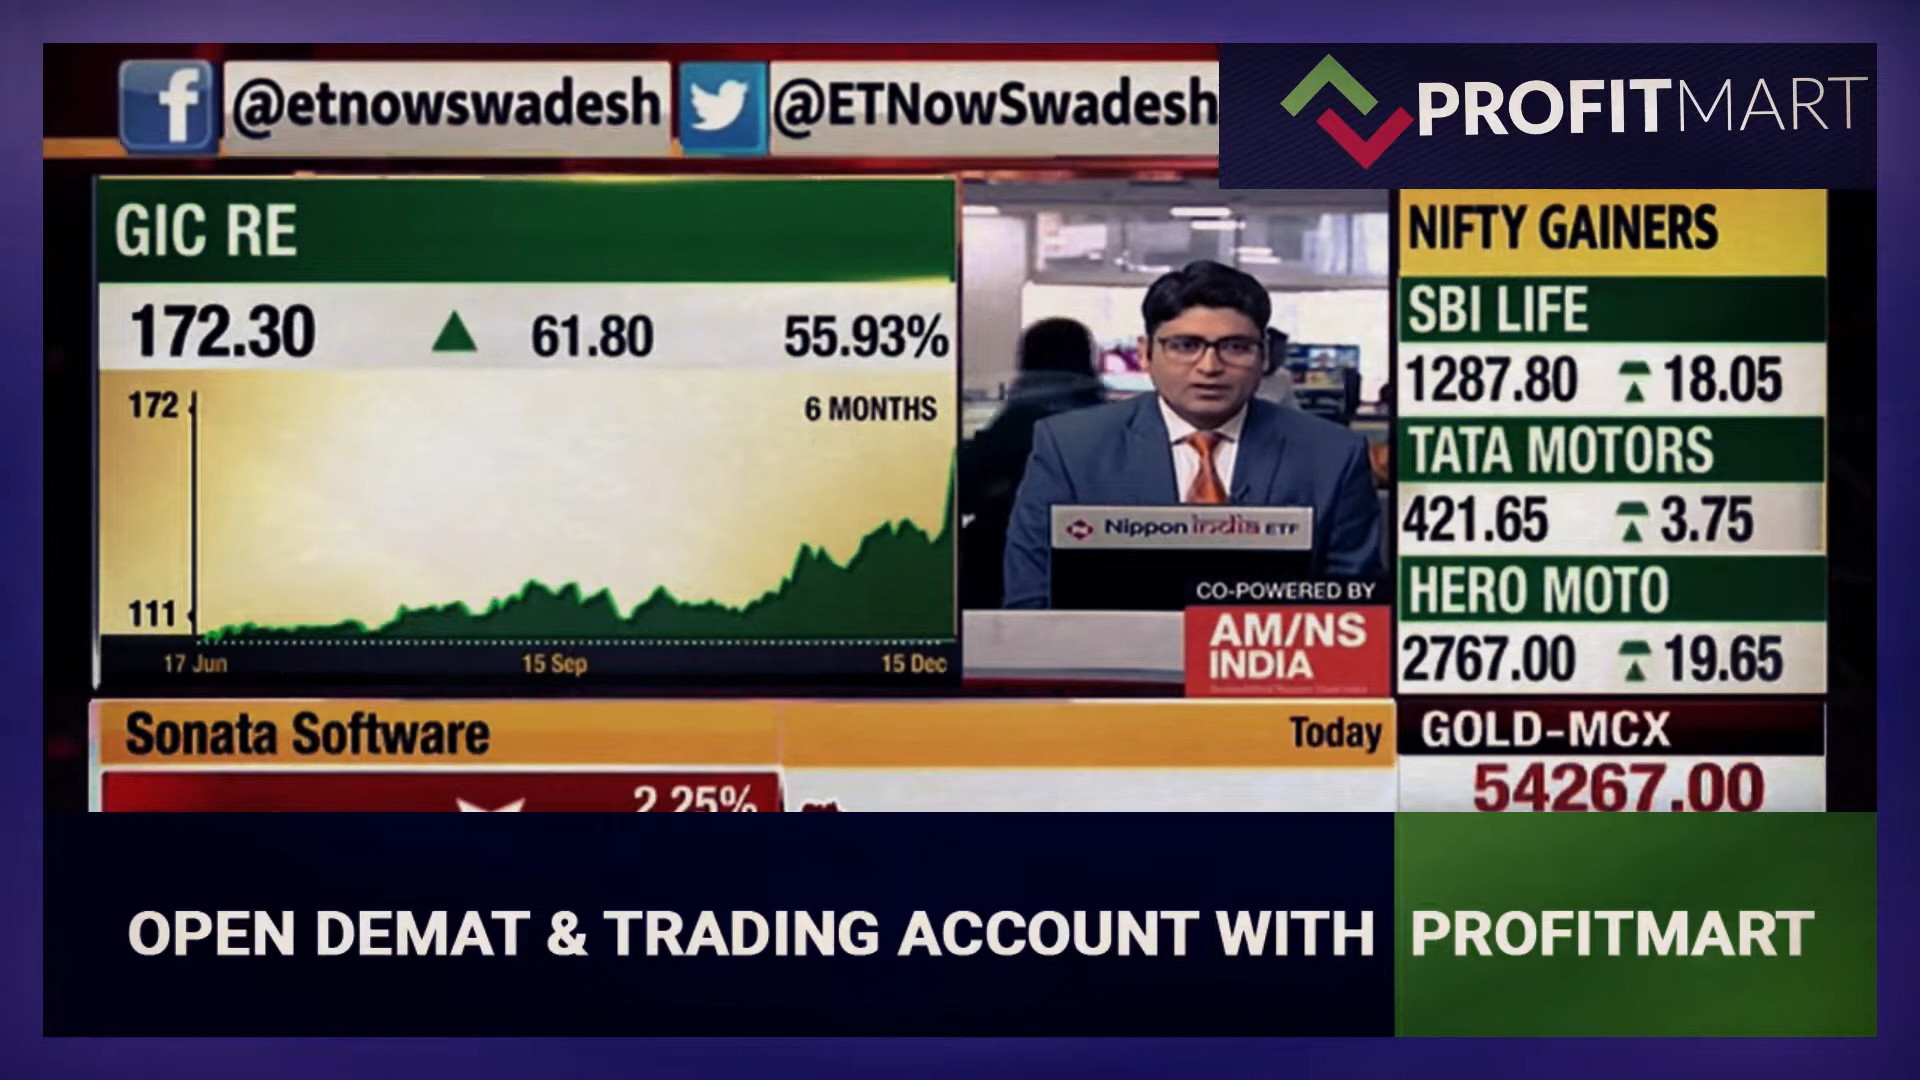 @etnowswadesh
@ETNowSwadesh
PROFITMART
GIC RE
172.30 61.80 55.93%
172
6 MONTHS
111
17 Jun 15 Sep 15 Dec
Nippon india ETF
CO-POWERED BY
AM/NS
INDIA
NIFTY GAINERS
SBI LIFE
1287.80 18.05
TATA MOTORS
421.65 3.75
HERO MOTO
2767.00 19.65
Sonata Software Today
2.25%
GOLD-MCX
54267.00
OPEN DEMAT & TRADING ACCOUNT WITH PROFITMART